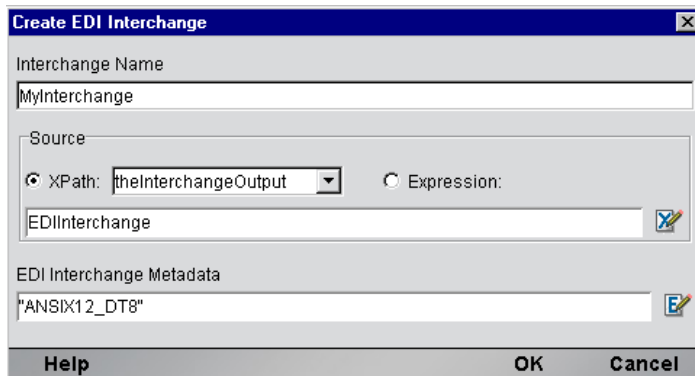 Create EDI Interchange
Interchange Name
MyInterchange
Source
XPath: theInterchangeOutput Expression:
EDIInterchange
EDI Interchange Metadata
"ANSIX12_DT8"
Help OK Cancel